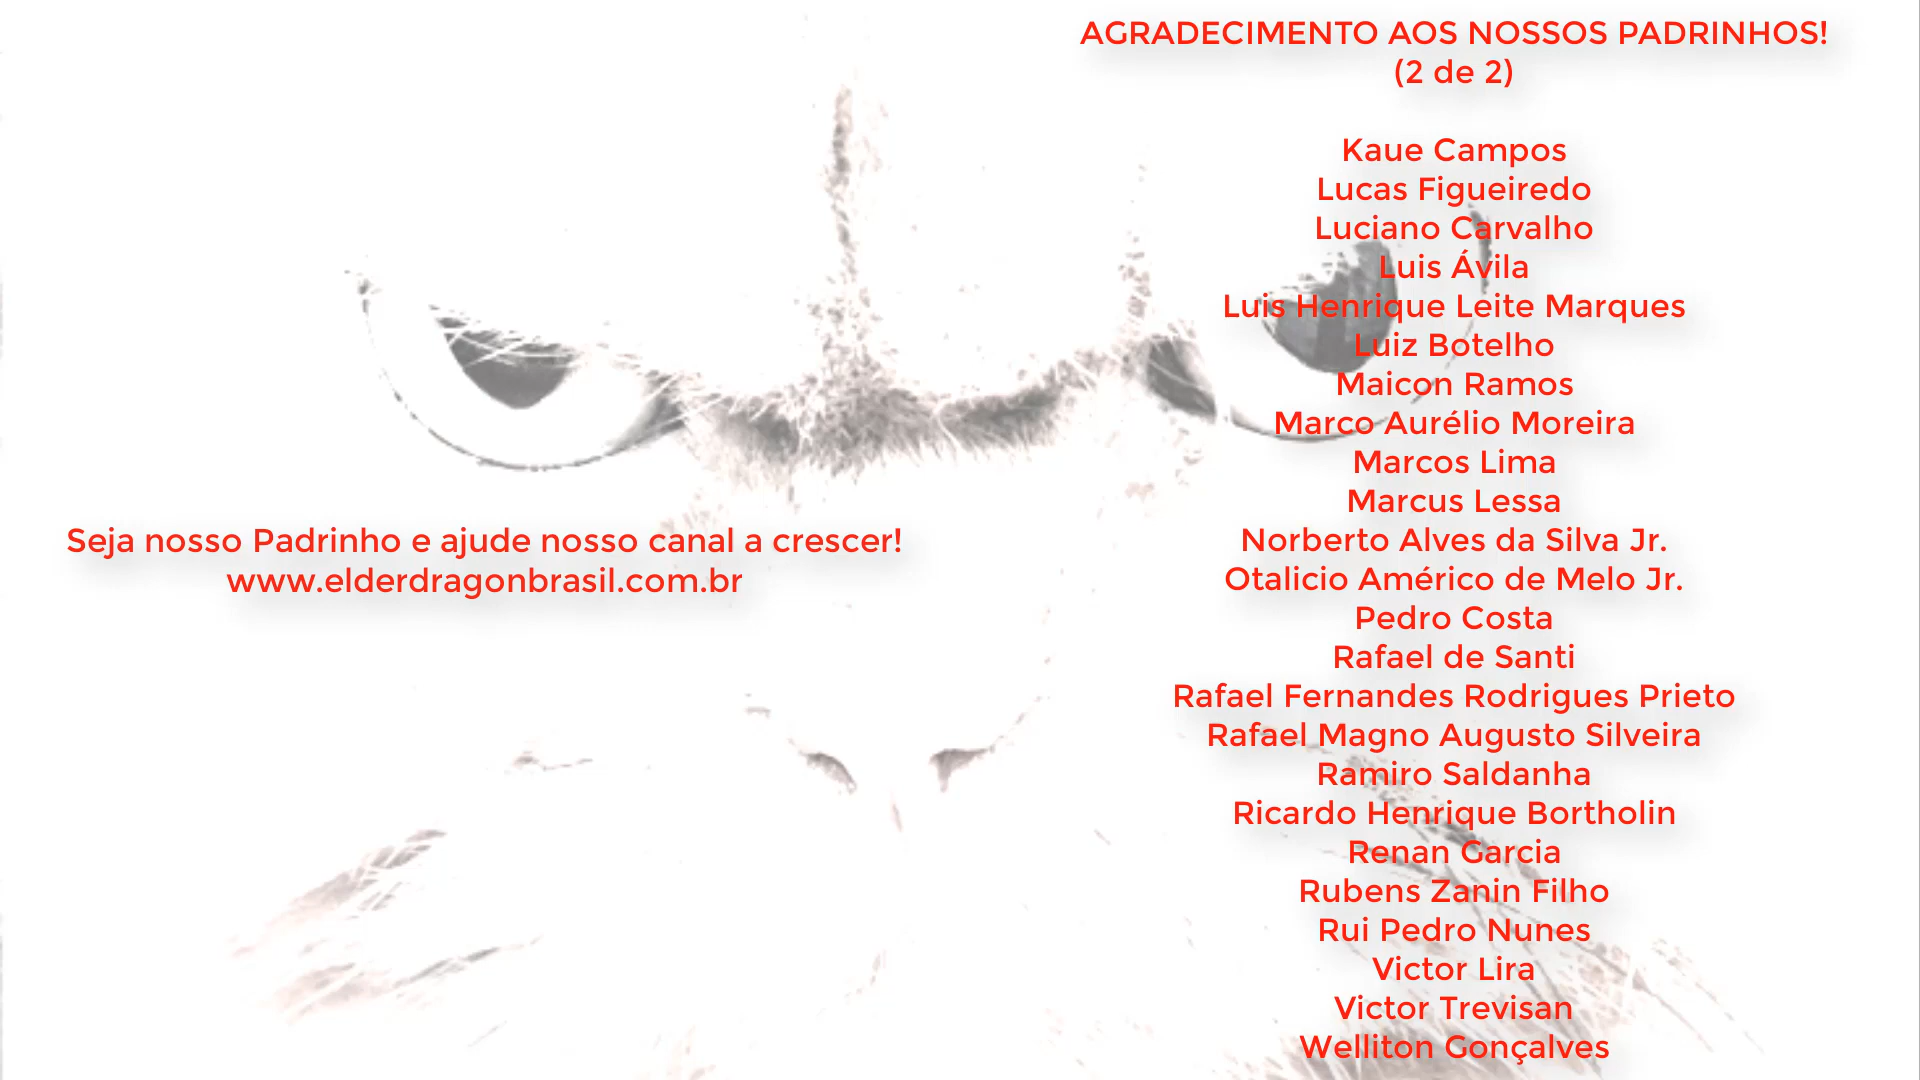 AGRADECIMENTO AOS NOSSOS PADRINHOS!
(2 de 2)
Kaue Campos
Lucas Figueiredo
Luciano Carvalho
Luis Ávila
Luis Henrique Leite Marques
Luiz Botelho
Maicon Ramos
Marco Aurélio Moreira
Marcos Lima
Marcus Lessa
Norberto Alves da Silva Jr.
Otalicio Américo de Melo Jr.
Pedro Costa
Rafael de Santi
Rafael Fernandes Rodrigues Prieto
Rafael Magno Augusto Silveira
Ramiro Saldanha
Ricardo Henrique Bortholin
Renan Garcia
Rubens Zanin Filho
Rui Pedro Nunes
Victor Lira
Victor Trevisan
Welliton Gonçalves
Seja nosso Padrinho e ajude nosso canal a crescer!
www.elderdragonbrasil.com.br